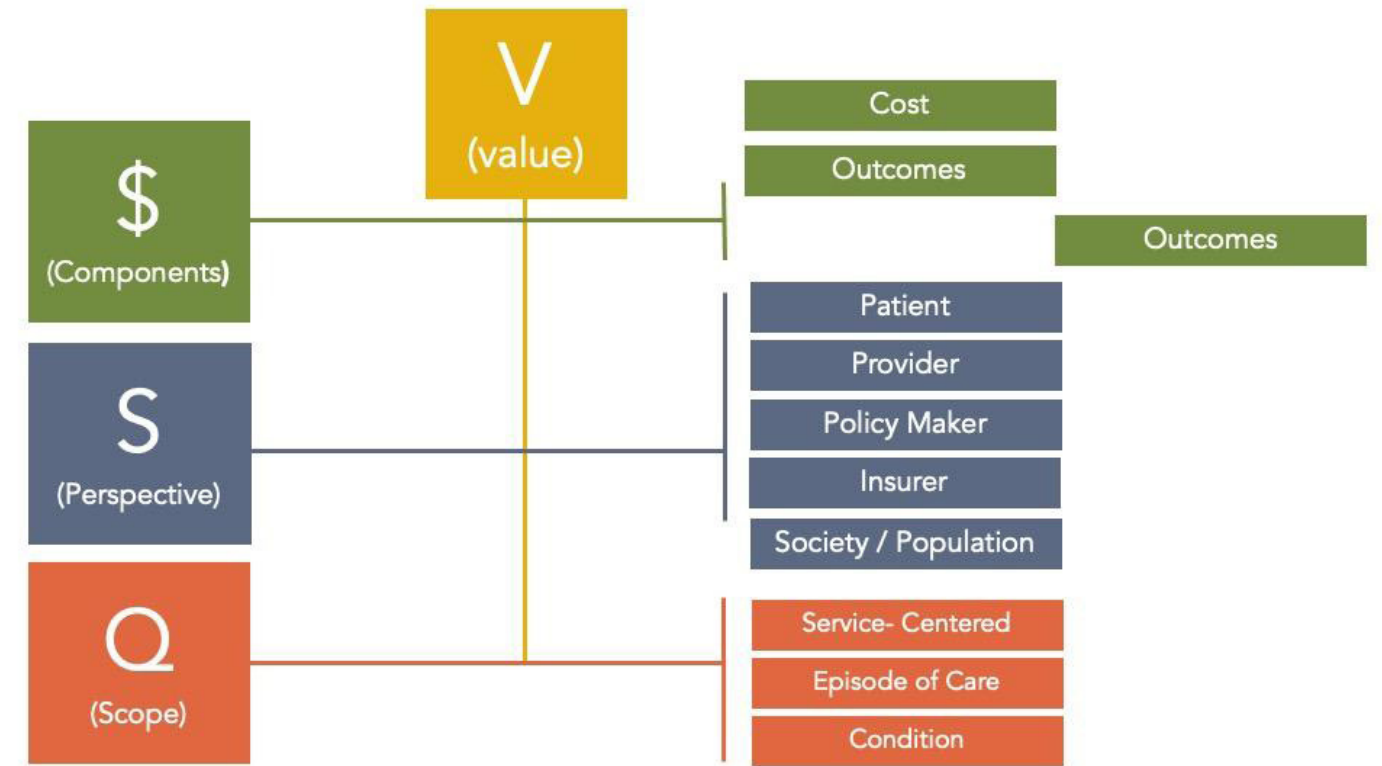 V
(value)
$
(Components)
Cost
Outcomes
Outcomes
S
(Perspective)
Patient
Provider
Policy Maker
Insurer
Society / Population
Q
(Scope)
Service- Centered
Episode of Care
Condition